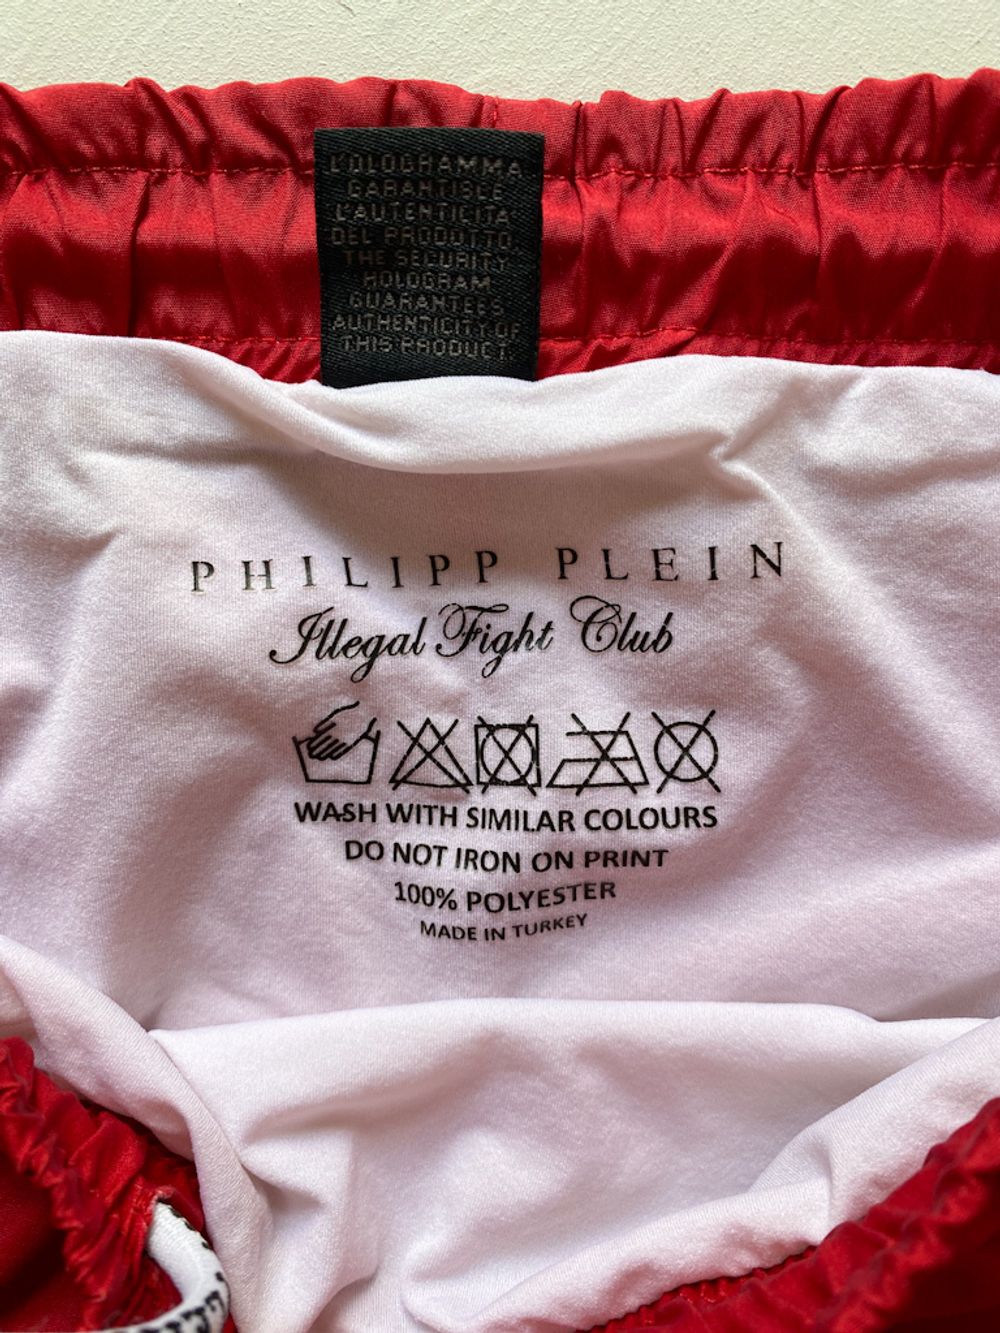 L'OLOGRAMMA
GARANTISCE
L'AUTENTICITA'
DEL PRODOTTO.
THE SECURITY
HOLOGRAM
GUARANTEES
AUTHENTICITY OF
THIS PRODUCT.
PHILIPP PLEIN
Illegal Fight Club
WASH WITH SIMILAR COLOURS
DO NOT IRON ON PRINT
100% POLYESTER
MADE IN TURKEY